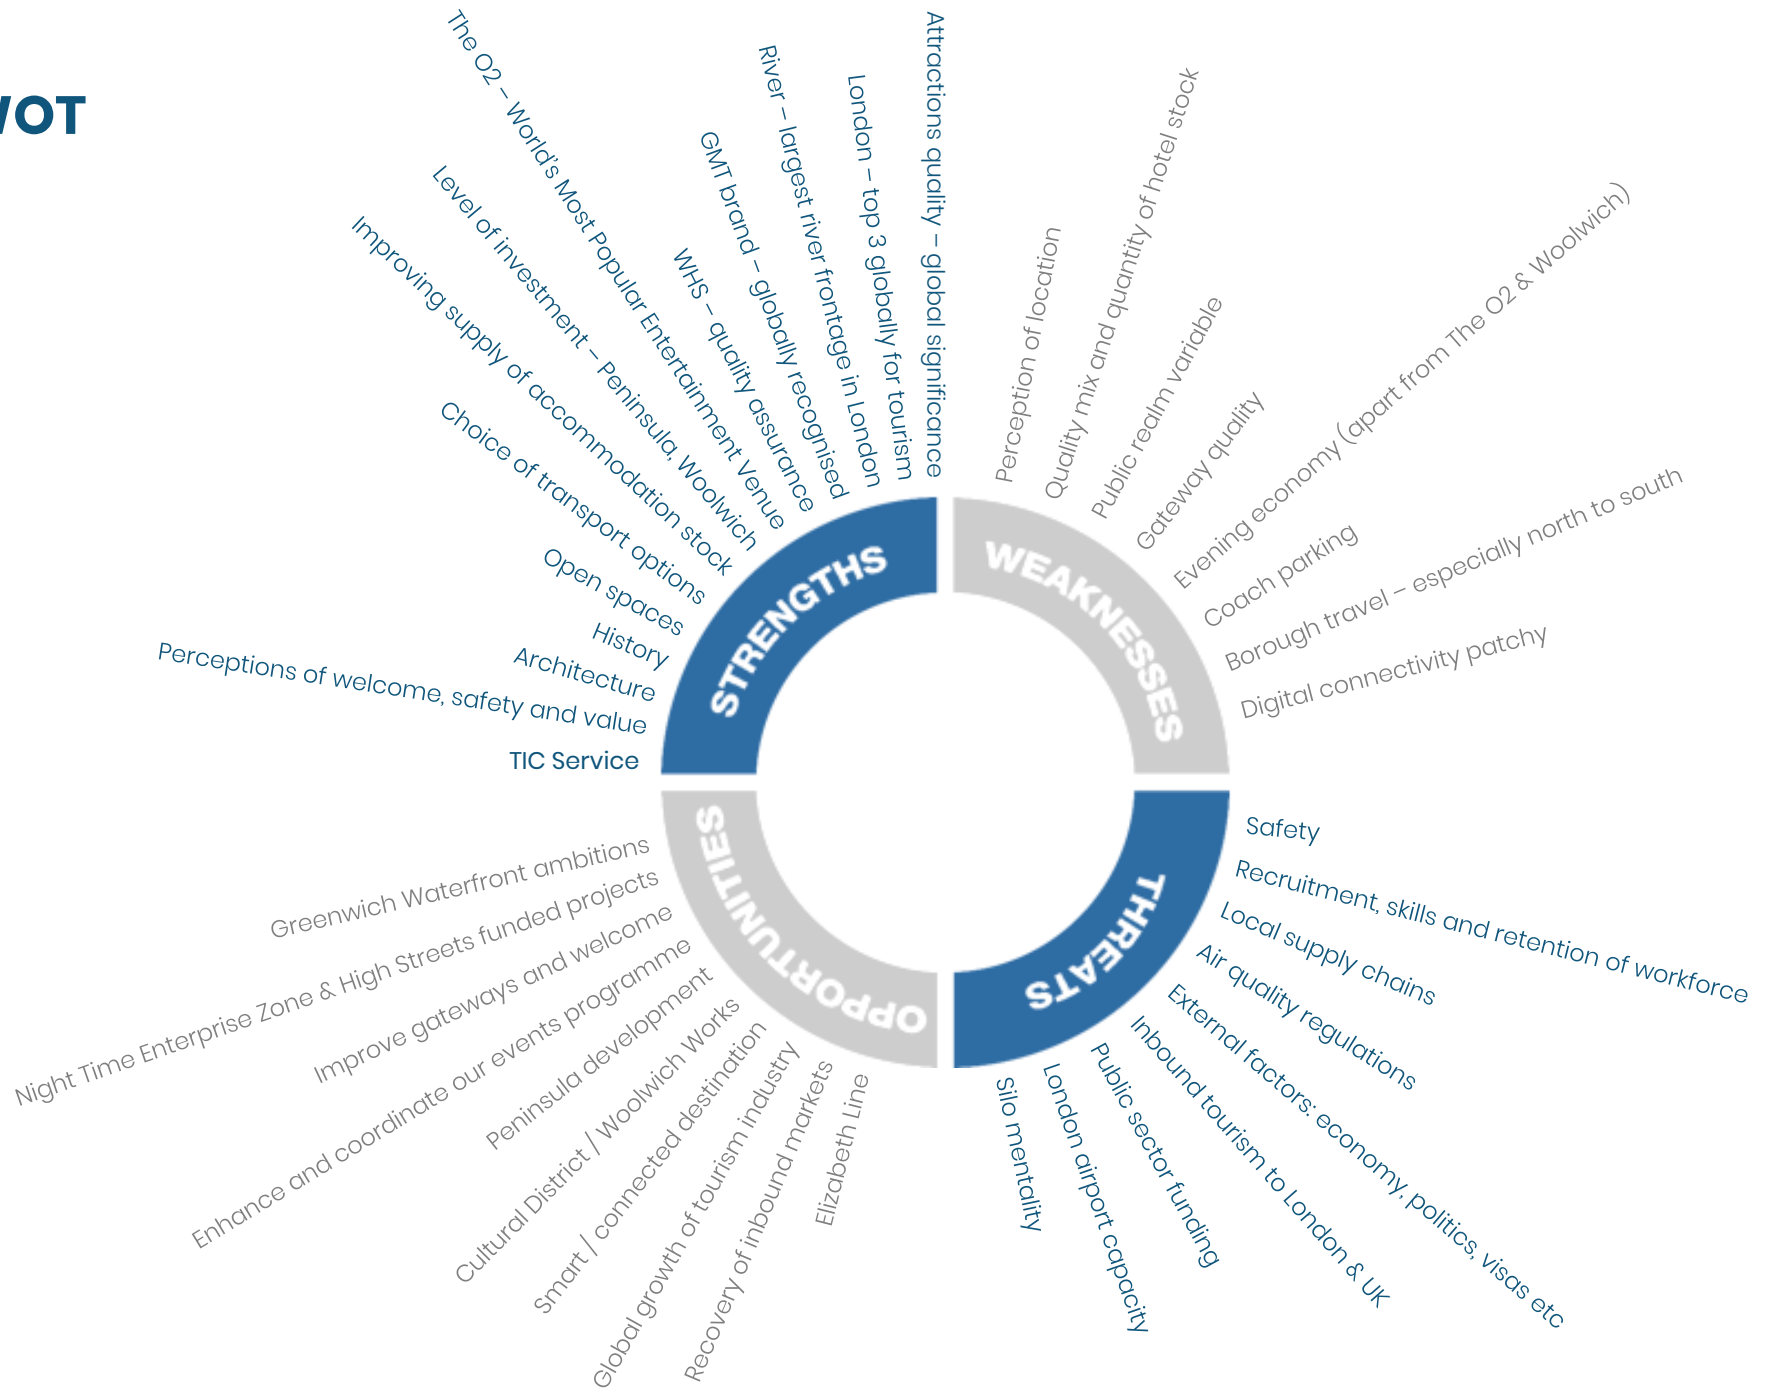 WOT
STRENGTHS
Attractions quality – global significance
London – top 3 globally for tourism
River – largest river frontage in London
GMT brand – globally recognised
WHS – quality assurance
The O2 – World's Most Popular Entertainment Venue
Level of investment – Peninsula, Woolwich
Improving supply of accommodation stock
Choice of transport options
Open spaces
History
Architecture
Perceptions of welcome, safety and value
TIC Service
WEAKNESSES
Perception of location
Quality mix and quantity of hotel stock
Public realm variable
Gateway quality
Evening economy (apart from The O2 & Woolwich)
Coach parking
Borough travel – especially north to south
Digital connectivity patchy
OPPORTUNITIES
Greenwich Waterfront ambitions
Night Time Enterprise Zone & High Streets funded projects
Improve gateways and welcome
Enhance and coordinate our events programme
Peninsula development
Cultural District / Woolwich Works
Smart / connected destination
Global growth of tourism industry
Recovery of inbound markets
Elizabeth Line
THREATS
Safety
Recruitment, skills and retention of workforce
Local supply chains
Air quality regulations
External factors: economy, politics, visas etc
Inbound tourism to London & UK
Public sector funding
London airport capacity
Silo mentality